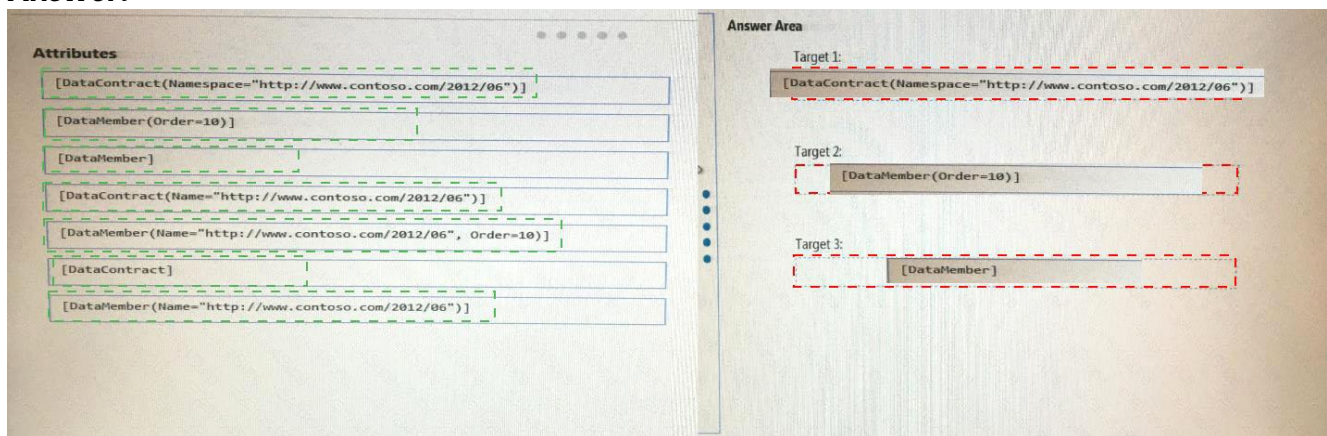 Attributes
[DataContract(Namespace="http://www.contoso.com/2012/06")]
[DataMember(Order=10)]
[DataMember]
[DataContract(Name="http://www.contoso.com/2012/06")]
[DataMember(Name="http://www.contoso.com/2012/06", Order=10)]
[DataContract]
[DataMember(Name="http://www.contoso.com/2012/06")]
Answer Area
Target 1:
[DataContract(Namespace="http://www.contoso.com/2012/06")]
Target 2:
[DataMember(Order=10)]
Target 3:
[DataMember]